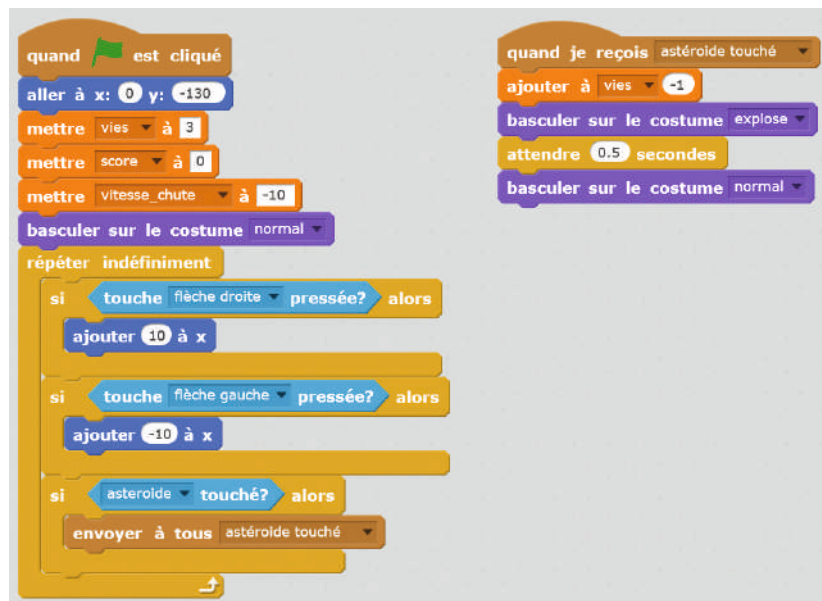 quand est cliqué
aller à x: 0 y: -130
mettre vies à 3
mettre score à 0
mettre vitesse_chute à -10
basculer sur le costume normal
répéter indéfiniment
si touche flèche droite pressée? alors
ajouter 10 à x
si touche flèche gauche pressée? alors
ajouter -10 à x
si asteroide touché? alors
envoyer à tous astéroïde touché
quand je reçois astéroïde touché
ajouter à vies -1
basculer sur le costume explose
attendre 0.5 secondes
basculer sur le costume normal